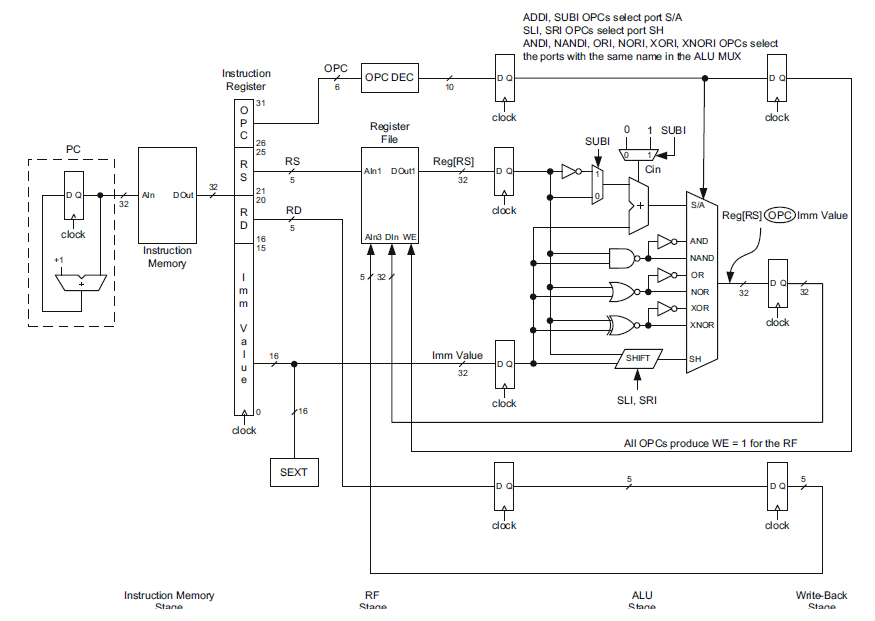 ADDI, SUBI OPCs select port S/A
SLI, SRI OPCs select port SH
ANDI, NANDI, ORI, NORI, XORI, XNORI OPCs select
the ports with the same name in the ALU MUX
OPC
6
OPC DEC
10
D Q
clock
D Q
clock
Instruction
Register
31
O
P
C
26
25
R
S
21
20
R
D
16
15
I
m
m
V
a
l
u
e
0
clock
PC
D Q
clock
+1
+
32
AIn
DOut
Instruction
Memory
32
RS
5
RD
5
Register
File
AIn1
DOut1
AIn3
DIn
WE
5
32
Reg[RS]
32
D Q
clock
SUBI
1
0
0
1
SUBI
0
1
Cin
+
S/A
AND
NAND
OR
NOR
XOR
XNOR
SH
SHIFT
SLI, SRI
Reg[RS] OPC Imm Value
32
D Q
32
clock
16
16
SEXT
Imm Value
32
D Q
clock
All OPCs produce WE = 1 for the RF
D Q
clock
5
D Q
5
clock
Instruction Memory
Stage
RF
Stage
ALU
Stage
Write-Back
Stage